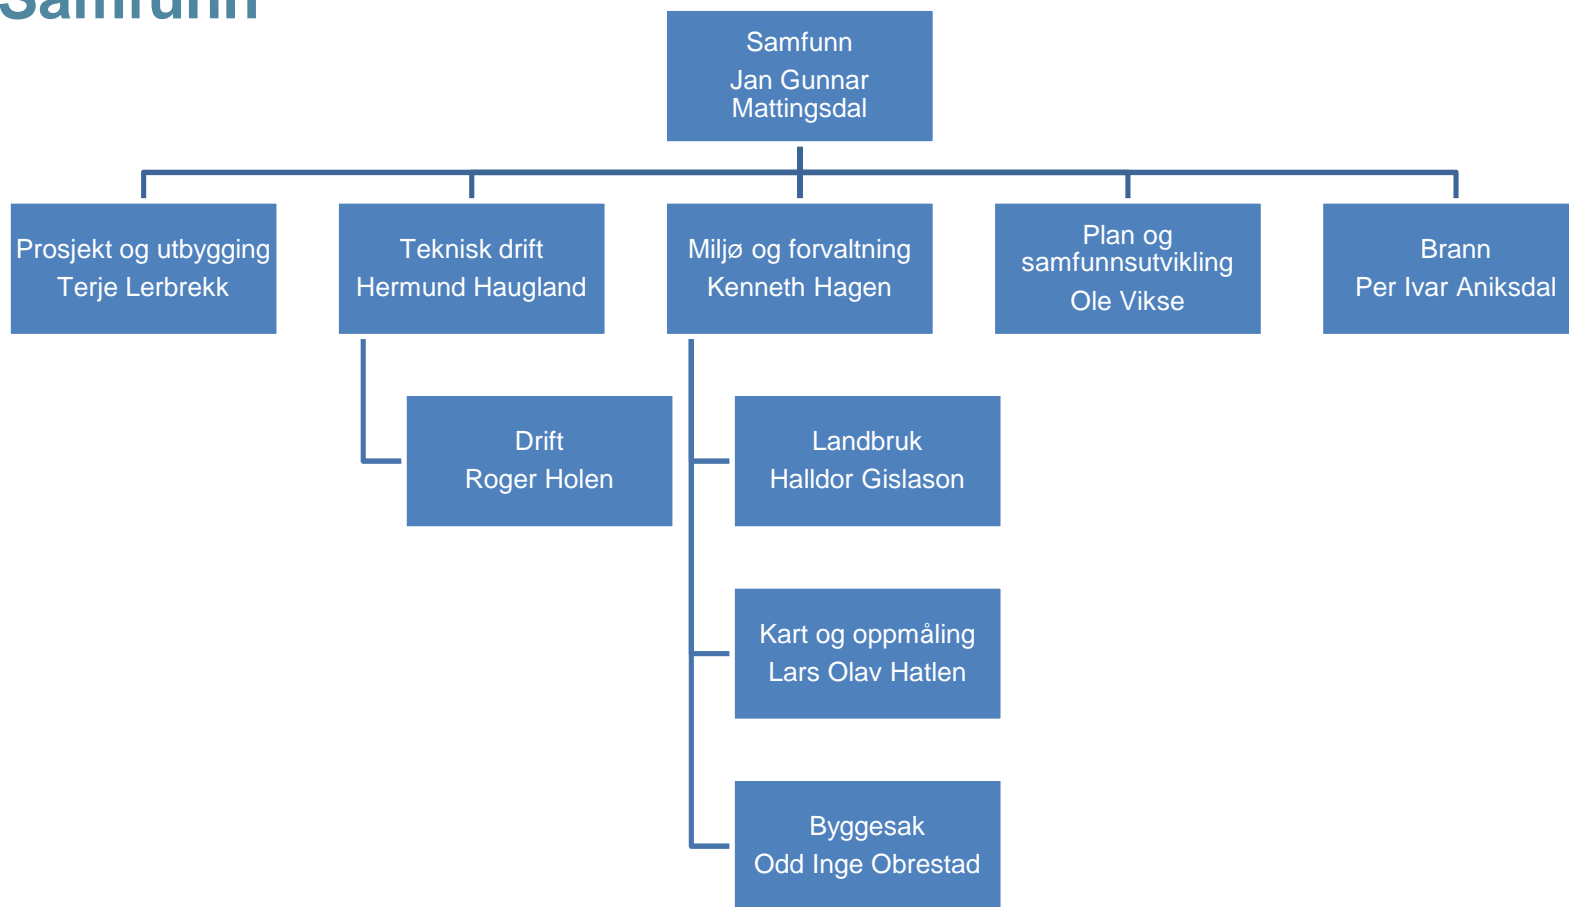 Samfunn
Samfunn
Jan Gunnar
Mattingsdal
Prosjekt og utbygging
Terje Lerbrekk
Teknisk drift
Hermund Haugland
Miljø og forvaltning
Kenneth Hagen
Plan og
samfunnsutvikling
Ole Vikse
Brann
Per Ivar Aniksdal
Drift
Roger Holen
Landbruk
Halldor Gislason
Kart og oppmåling
Lars Olav Hatlen
Byggesak
Odd Inge Obrestad